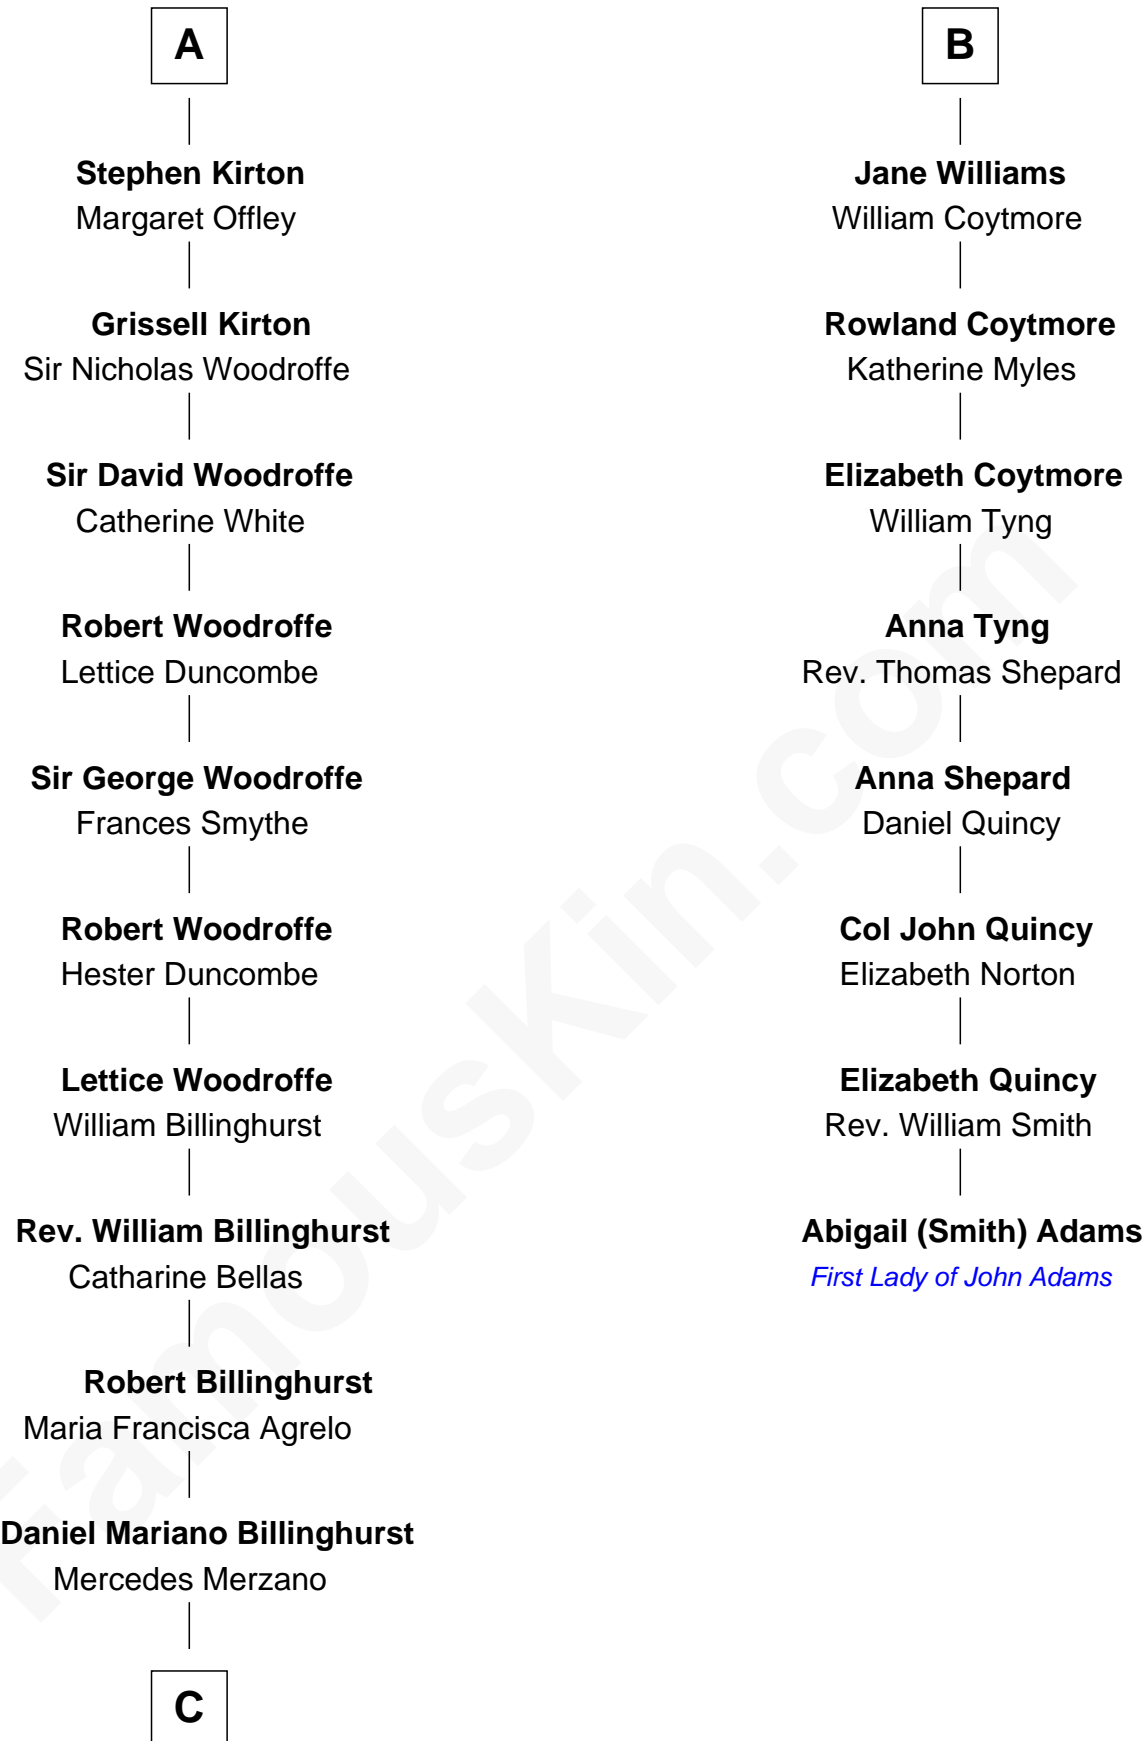 A
Stephen Kirton
Margaret Offley
Grissell Kirton
Sir Nicholas Woodroffe
Sir David Woodroffe
Catherine White
Robert Woodroffe
Lettice Duncombe
Sir George Woodroffe
Frances Smythe
Robert Woodroffe
Hester Duncombe
Lettice Woodroffe
William Billinghurst
Rev. William Billinghurst
Catharine Bellas
Robert Billinghurst
Maria Francisca Agrelo
Daniel Mariano Billinghurst
Mercedes Merzano
C
B
Jane Williams
William Coytmore
Rowland Coytmore
Katherine Myles
Elizabeth Coytmore
William Tyng
Anna Tyng
Rev. Thomas Shepard
Anna Shepard
Daniel Quincy
Col John Quincy
Elizabeth Norton
Elizabeth Quincy
Rev. William Smith
Abigail (Smith) Adams
First Lady of John Adams
FamousKin.com